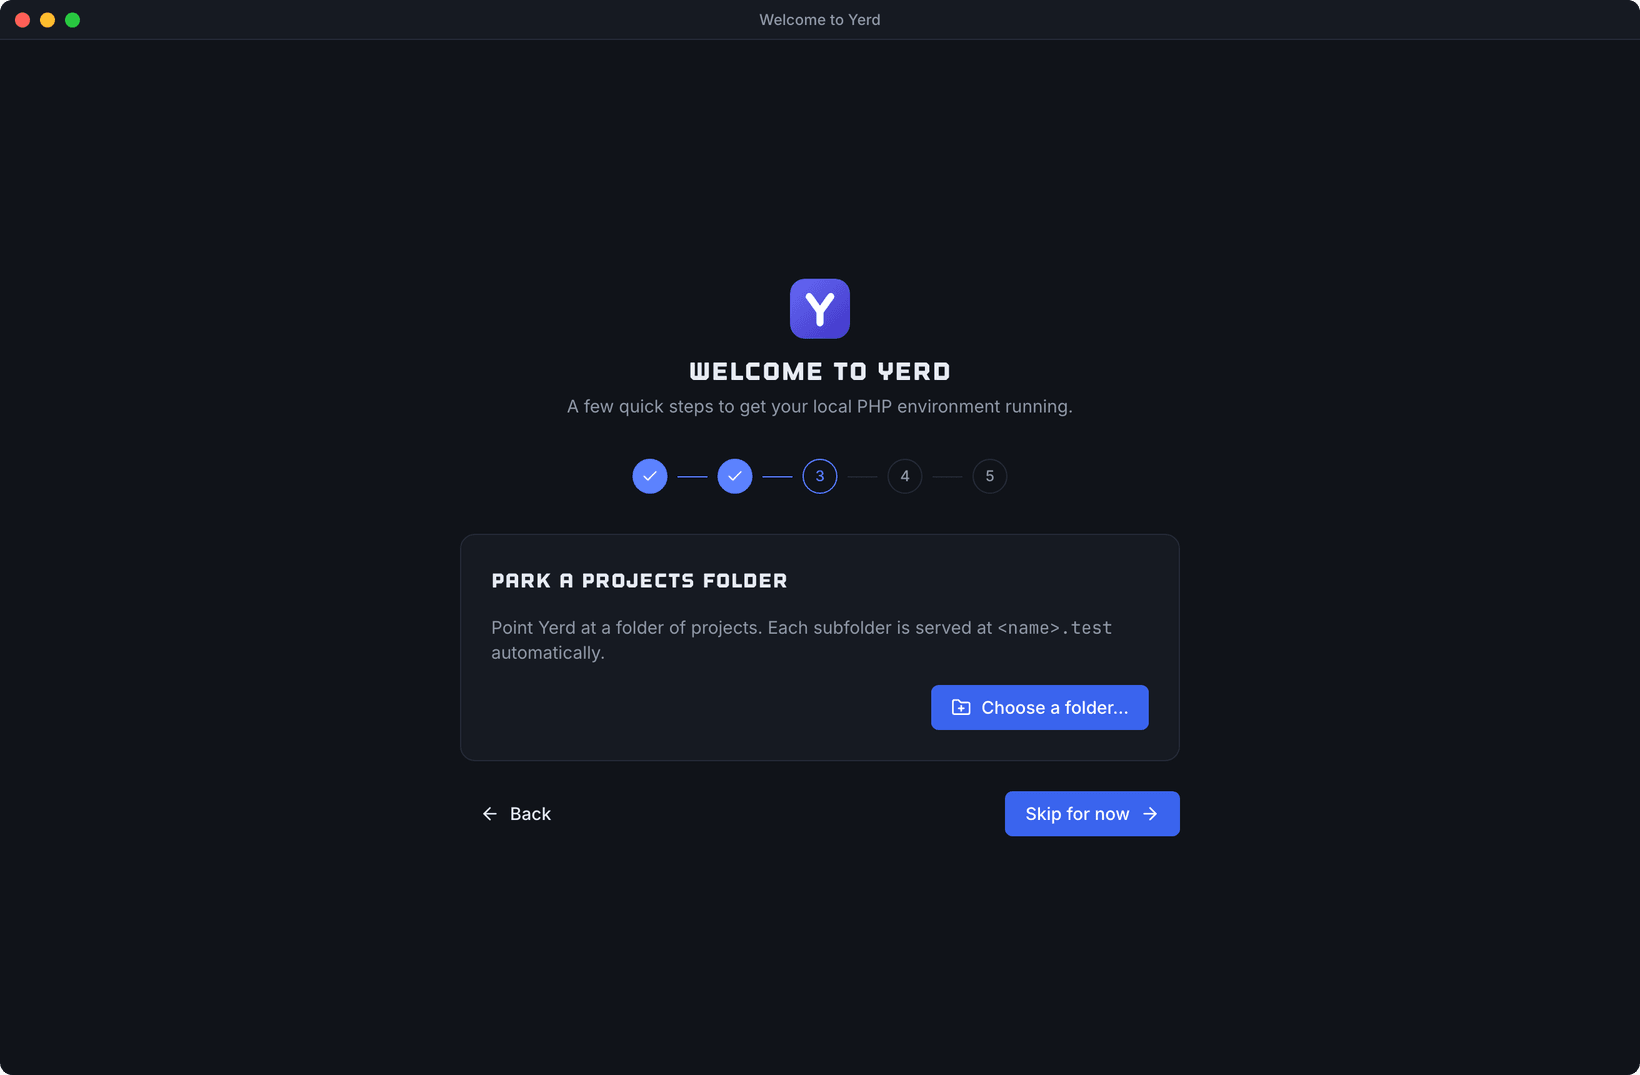 Welcome to Yerd
Y
WELCOME TO YERD
A few quick steps to get your local PHP environment running.
3 4 5
PARK A PROJECTS FOLDER
Point Yerd at a folder of projects. Each subfolder is served at <name>.test
automatically.
Choose a folder...
Back
Skip for now